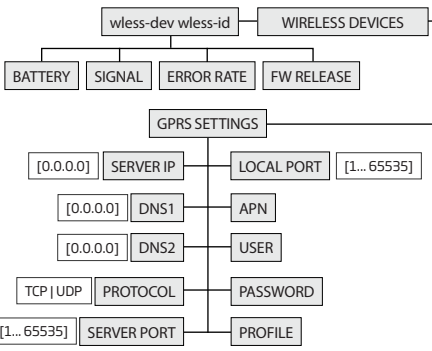 wless-dev wless-id WIRELESS DEVICES
BATTERY SIGNAL ERROR RATE FW RELEASE
GPRS SETTINGS
[0.0.0.0] SERVER IP LOCAL PORT [1... 65535]
[0.0.0.0] DNS1 APN
[0.0.0.0] DNS2 USER
TCP | UDP PROTOCOL PASSWORD
[1... 65535] SERVER PORT PROFILE